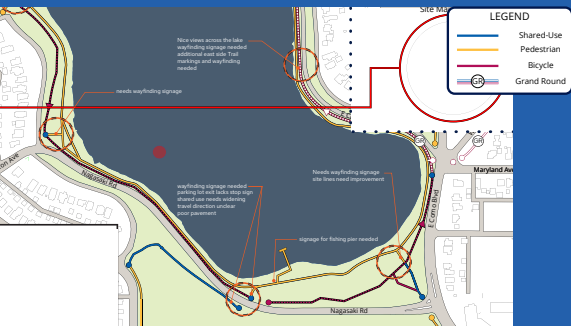 Site Ma
LEGEND
Shared-Use
Pedestrian
Bicycle
GR
Grand Round
Nice views across the lake
wayfinding signage needed
additional east side Trail
markings and wayfinding
needed
needs wayfinding signage
GR
GR
Maryland Ave
Nagasaki Rd
Needs wayfinding signage
site lines need improvement
wayfinding signage needed
parking lot exit lacks stop sign
shared use needs widening
travel direction unclear
poor pavement
E Como Blvd
signage for fishing pier needed
Nagasaki Rd